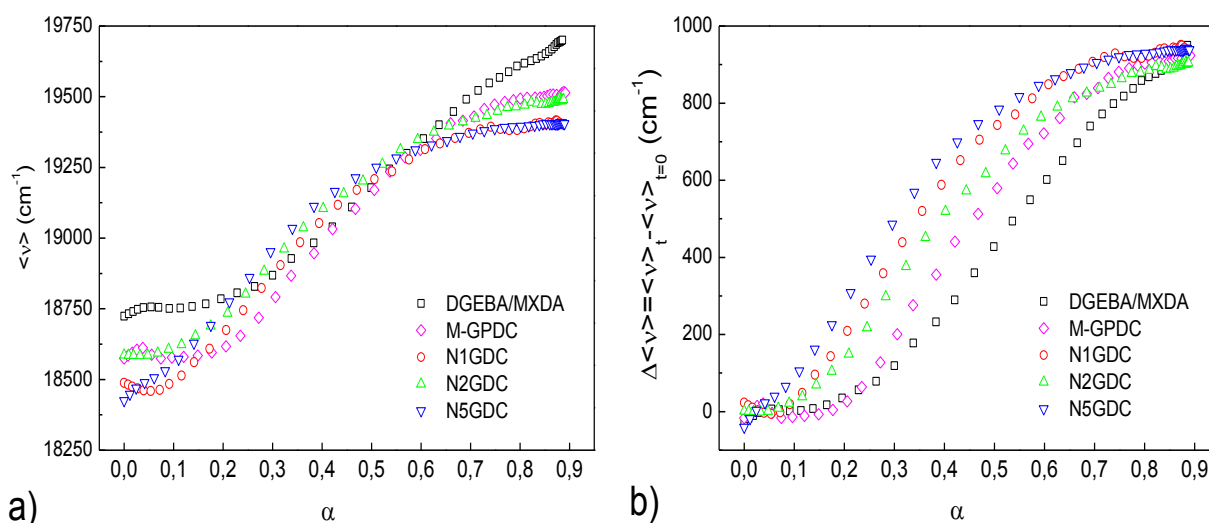 19750
19500
19250
19000
18750
18500
18250
<ν> (cm⁻¹)
DGEBA/MXDA
M-GPDC
N1GDC
N2GDC
N5GDC
0,0 0,1 0,2 0,3 0,4 0,5 0,6 0,7 0,8 0,9
α
a)
1000
800
600
400
200
0
Δ<ν>=<ν>ₜ-<ν>ₜ₌₀ (cm⁻¹)
DGEBA/MXDA
M-GPDC
N1GDC
N2GDC
N5GDC
0,0 0,1 0,2 0,3 0,4 0,5 0,6 0,7 0,8 0,9
α
b)